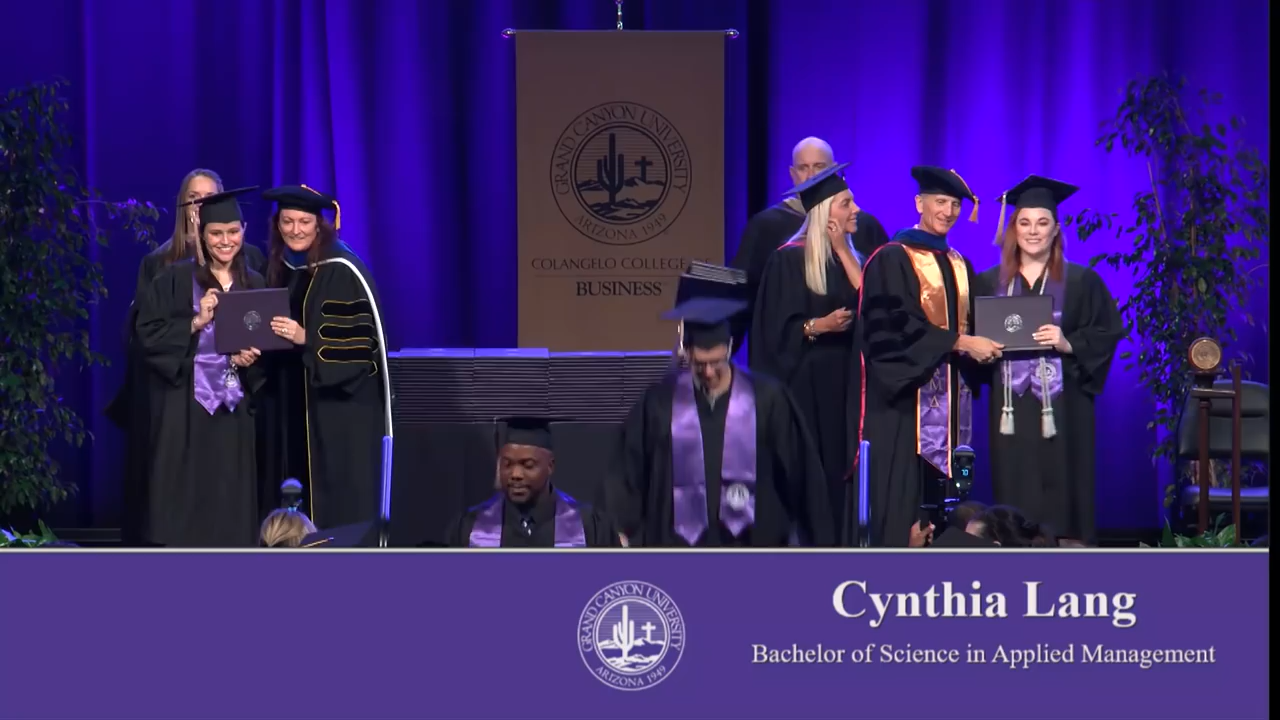 GRAND CANYON UNIVERSITY
ARIZONA 1949
COLANGELO COLLEGE
BUSINESS
GRAND CANYON UNIVERSITY
ARIZONA 1949
Cynthia Lang
Bachelor of Science in Applied Management